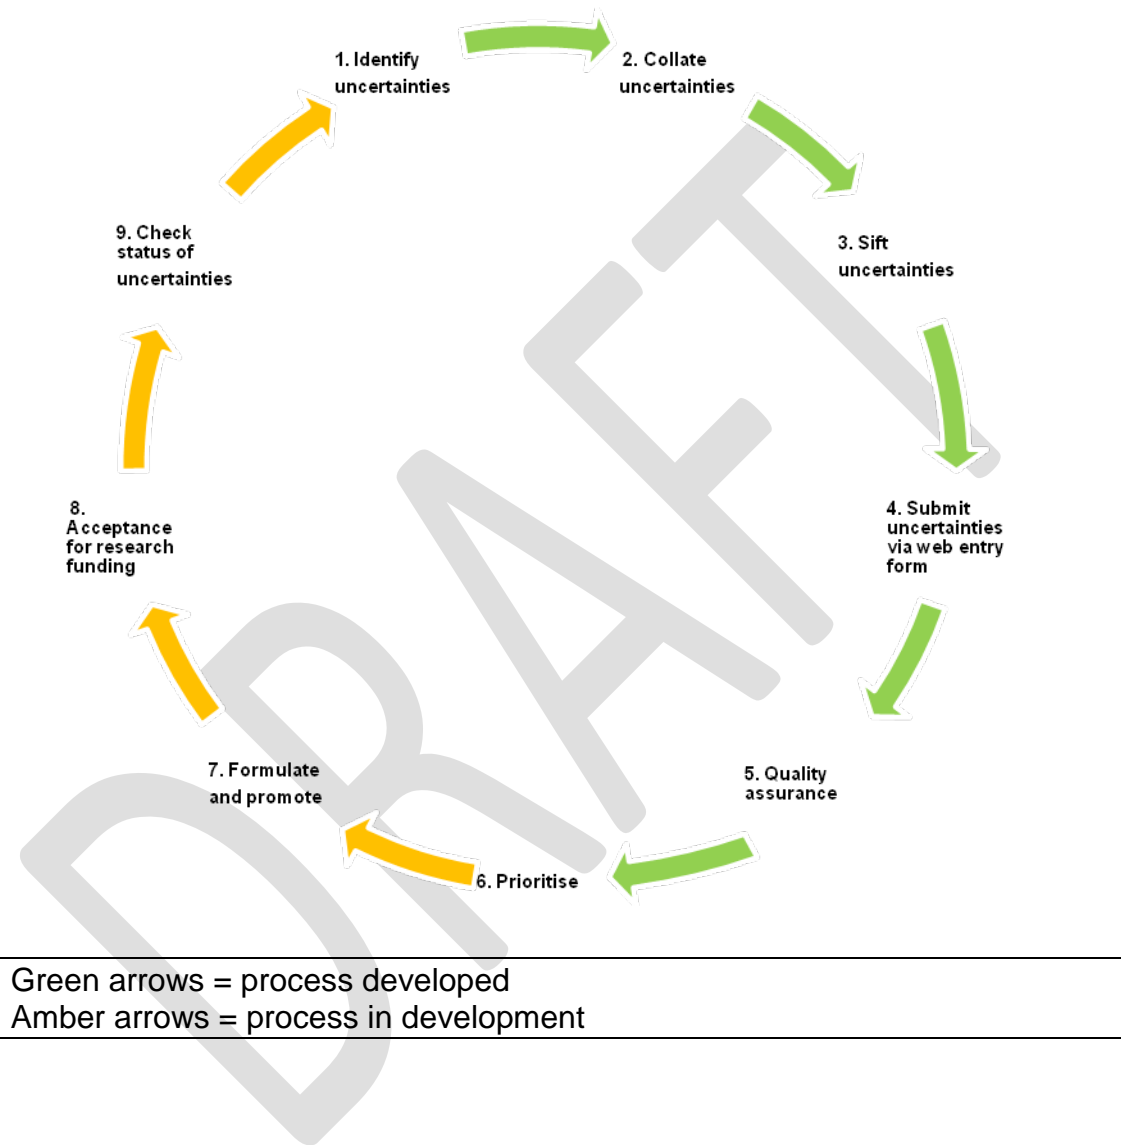 1. Identify
uncertainties
2. Collate
uncertainties
3. Sift
uncertainties
4. Submit
uncertainties
via web entry
form
5. Quality
assurance
6. Prioritise
7. Formulate
and promote
8.
Acceptance
for research
funding
9. Check
status of
uncertainties
DRAFT
Green arrows = process developed
Amber arrows = process in development